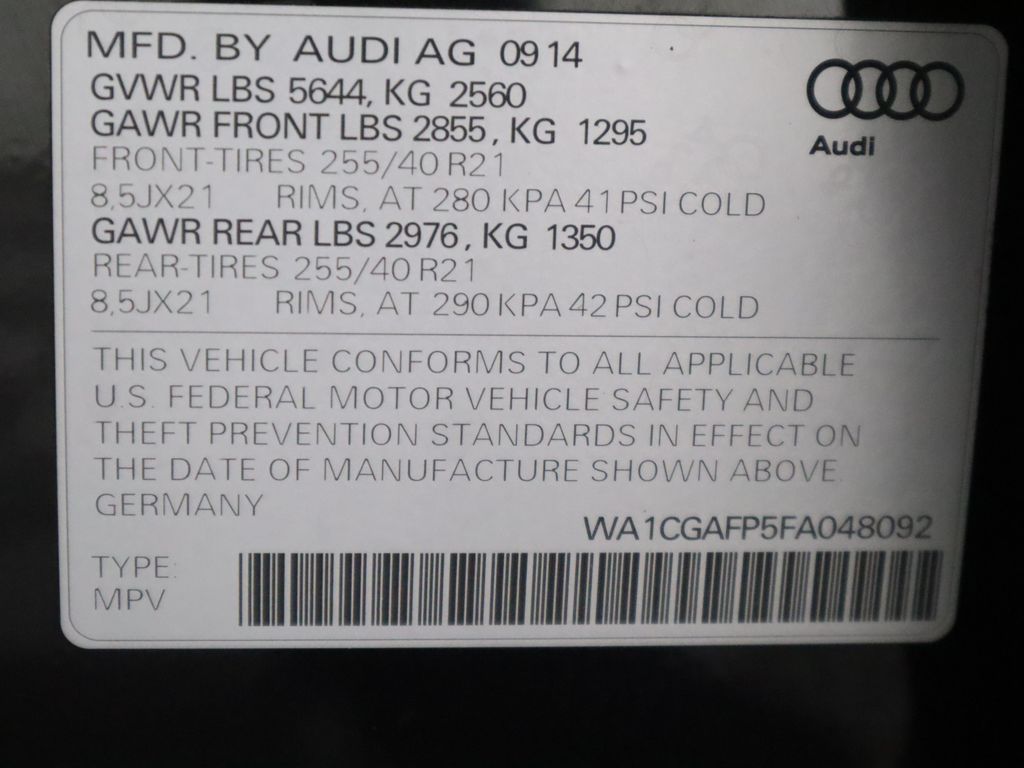 MFD. BY AUDI AG 09 14
GVWR LBS 5644, KG 2560
GAWR FRONT LBS 2855, KG 1295
FRONT-TIRES 255/40 R21
8,5JX21 RIMS, AT 280 KPA 41 PSI COLD
GAWR REAR LBS 2976, KG 1350
REAR-TIRES 255/40 R21
8,5JX21 RIMS, AT 290 KPA 42 PSI COLD
Audi
THIS VEHICLE CONFORMS TO ALL APPLICABLE
U.S. FEDERAL MOTOR VEHICLE SAFETY AND
THEFT PREVENTION STANDARDS IN EFFECT ON
THE DATE OF MANUFACTURE SHOWN ABOVE.
GERMANY
WA1CGAFP5FA048092
TYPE:
MPV